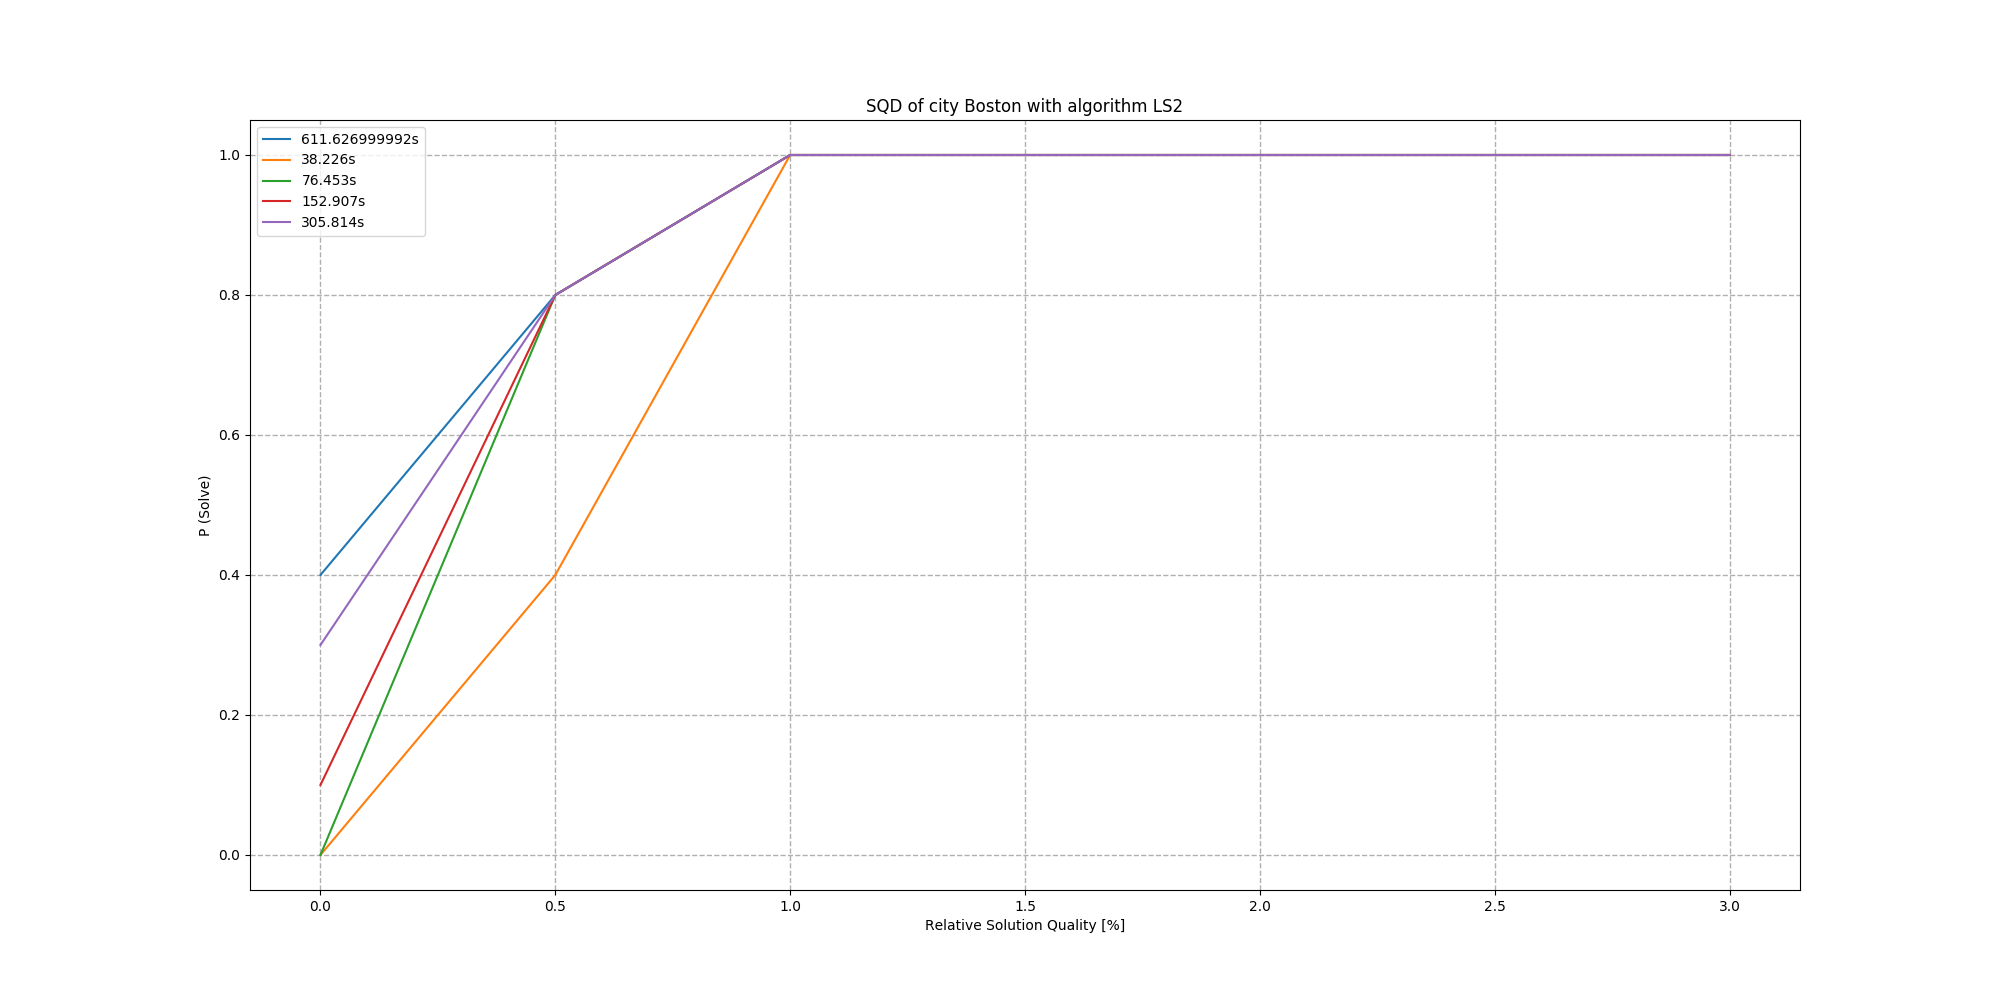 SQD of city Boston with algorithm LS2
611.626999992s
38.226s
76.453s
152.907s
305.814s
1.0
0.8
0.6
0.4
0.2
0.0
P (Solve)
0.0 0.5 1.0 1.5 2.0 2.5 3.0
Relative Solution Quality [%]